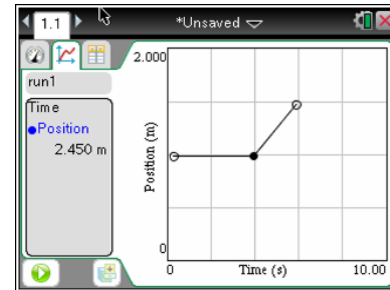 1.1
*Unsaved
run1
Time
Position
2.450 m
2.000
Position (m)
0
0
Time (s)
10.00